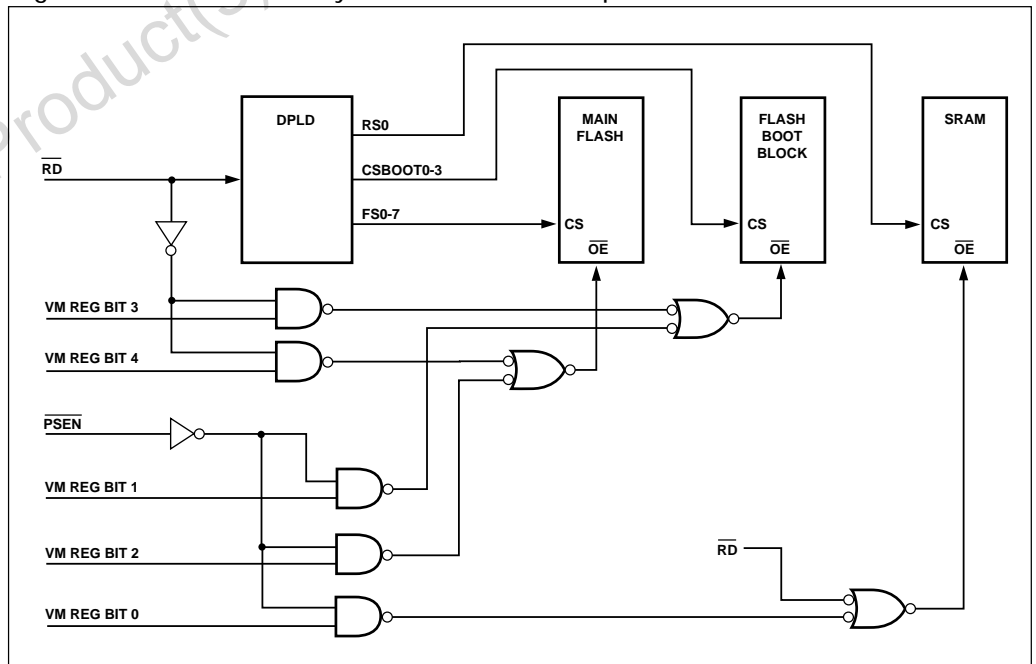 Product(s)
DPLD
RS0
CSBOOT0-3
FS0-7
MAIN
FLASH
CS
OE
FLASH
BOOT
BLOCK
CS
OE
SRAM
CS
OE
RD
VM REG BIT 3
VM REG BIT 4
PSEN
VM REG BIT 1
VM REG BIT 2
VM REG BIT 0
RD